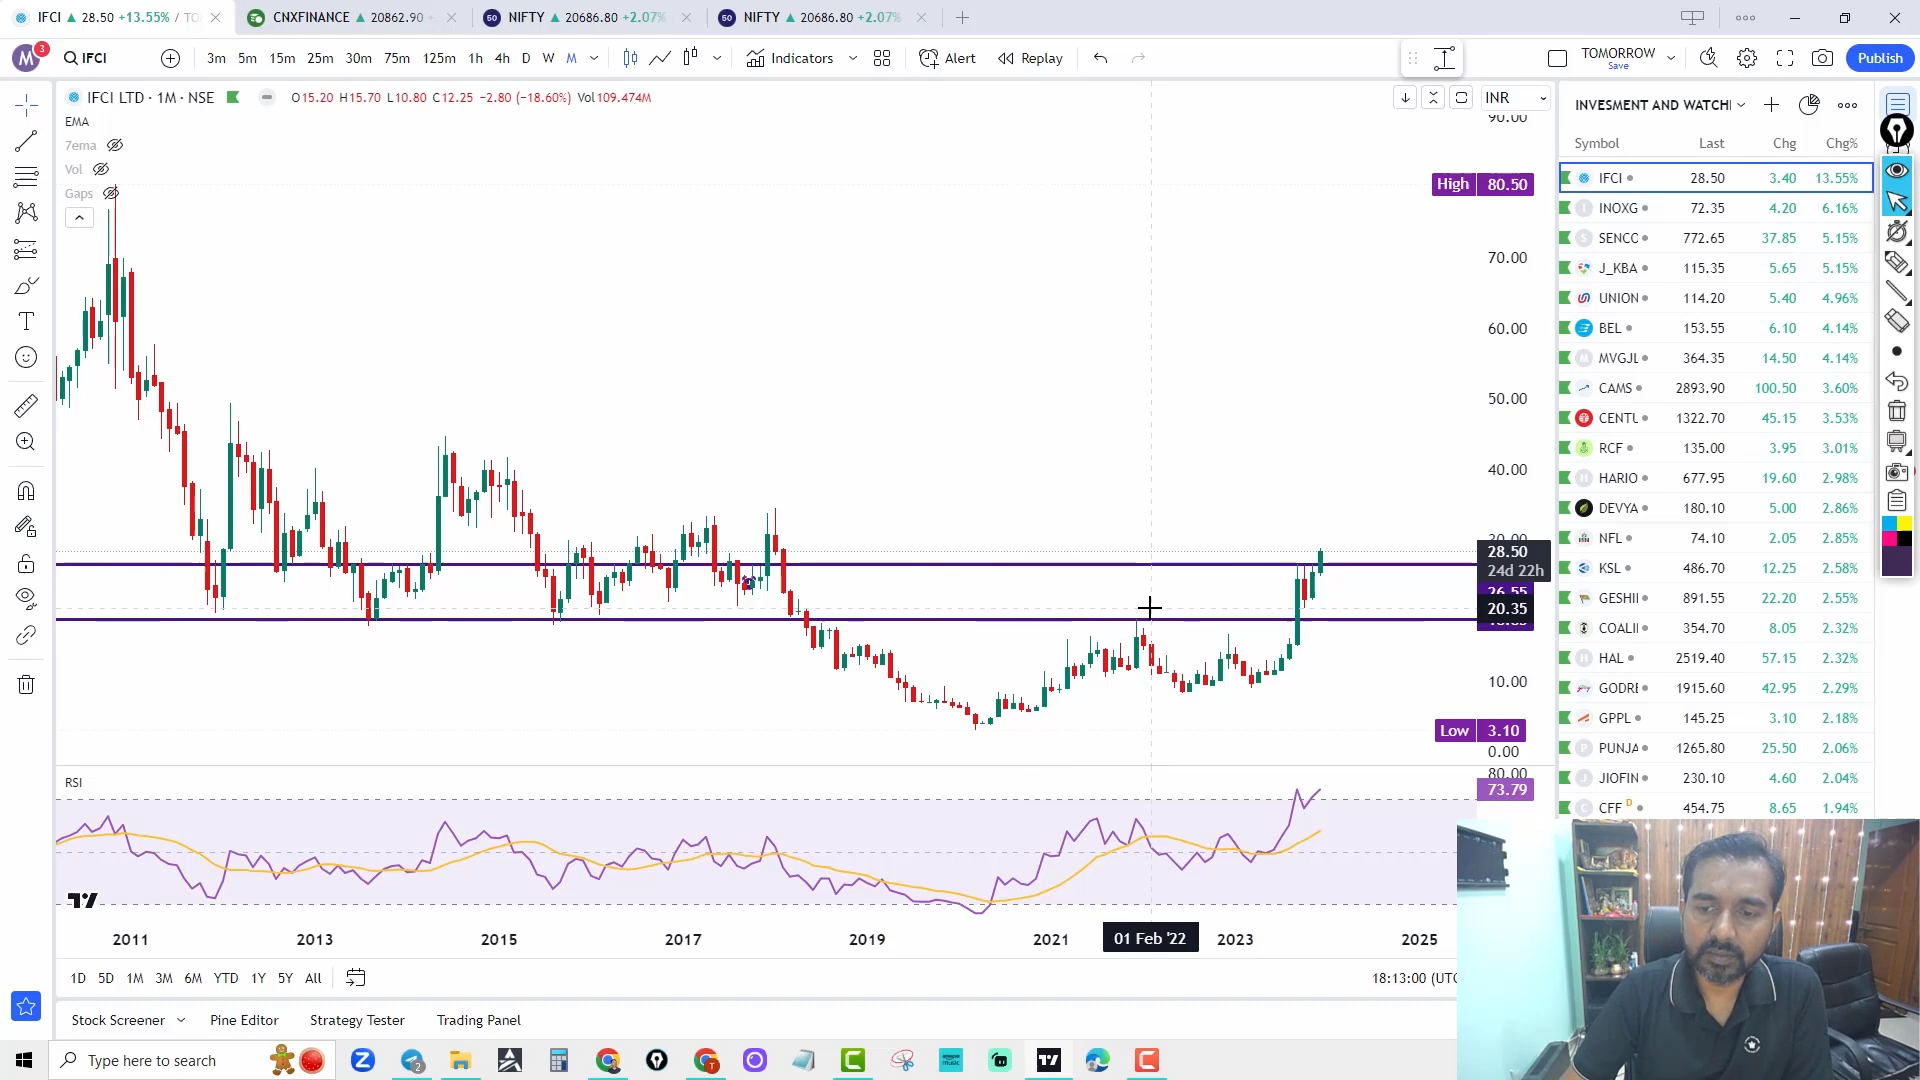 IFCI ▲ 28.50 +13.55% / TO
CNXFINANCE ▲ 20862.90
NIFTY ▲ 20686.80 +2.07%
NIFTY ▲ 20686.80 +2.07%
M 3
IFCI
3m 5m 15m 25m 30m 75m 125m 1h 4h D W M
Indicators
Alert
Replay
TOMORROW
Save
Publish
IFCI LTD · 1M · NSE
O15.20 H15.70 L10.80 C12.25 −2.80 (−18.60%) Vol109.474M
INR
EMA
7ema
Vol
Gaps
90.00
High 80.50
70.00
60.00
50.00
40.00
30.00
28.50
24d 22h
26.55
20.35
10.00
Low 3.10
0.00
RSI
80.00
73.79
2011 2013 2015 2017 2019 2021 01 Feb '22 2023 2025
1D 5D 1M 3M 6M YTD 1Y 5Y All
18:13:00 (UTC
Stock Screener
Pine Editor
Strategy Tester
Trading Panel
INVESMENT AND WATCHI
Symbol Last Chg Chg%
IFCI 28.50 3.40 13.55%
INOXG 72.35 4.20 6.16%
SENCO 772.65 37.85 5.15%
J_KBA 115.35 5.65 5.15%
UNION 114.20 5.40 4.96%
BEL 153.55 6.10 4.14%
MVGJL 364.35 14.50 4.14%
CAMS 2893.90 100.50 3.60%
CENTU 1322.70 45.15 3.53%
RCF 135.00 3.95 3.01%
HARIO 677.95 19.60 2.98%
DEVYA 180.10 5.00 2.86%
NFL 74.10 2.05 2.85%
KSL 486.70 12.25 2.58%
GESHII 891.55 22.20 2.55%
COALII 354.70 8.05 2.32%
HAL 2519.40 57.15 2.32%
GODRE 1915.60 42.95 2.29%
GPPL 145.25 3.10 2.18%
PUNJA 1265.80 25.50 2.06%
JIOFIN 230.10 4.60 2.04%
CFF D 454.75 8.65 1.94%
Type here to search